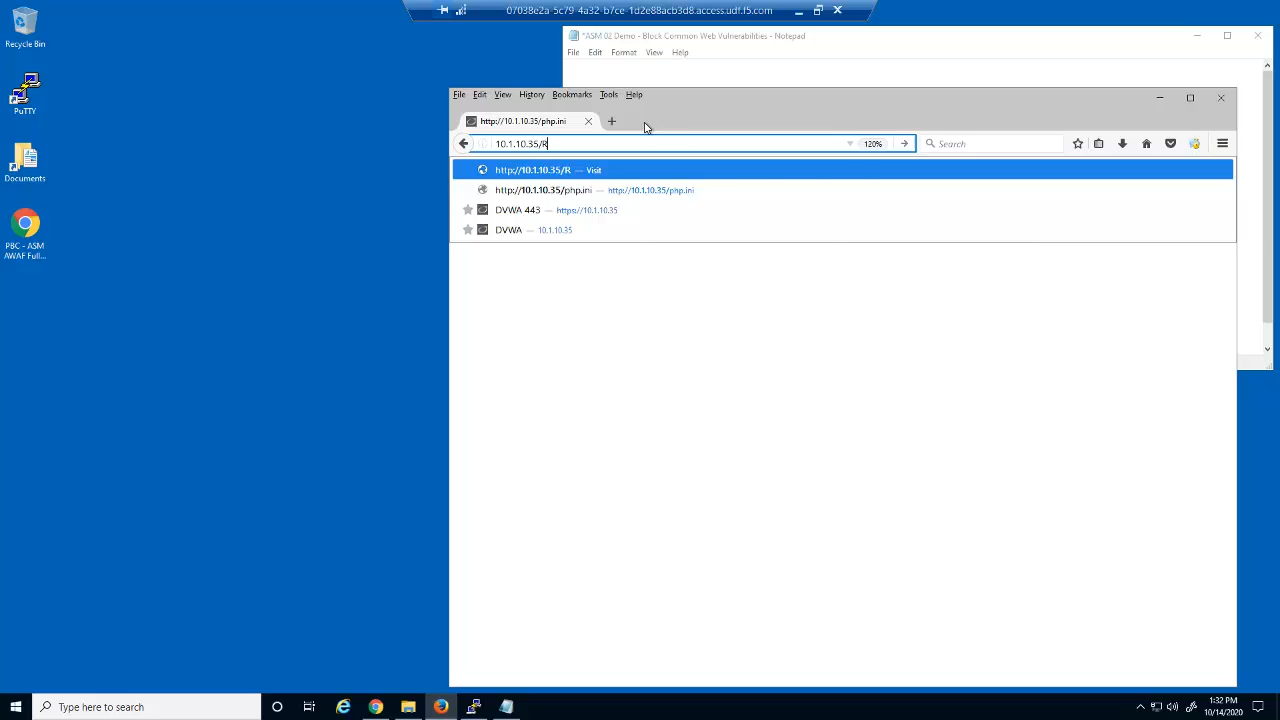 07038e2a-5c79-4a32-b7ce-1d2e88acb3d8.access.udf.f5.com
Recycle Bin
PuTTY
Documents
PBC - ASM
AWAF Full...
*ASM 02 Demo - Block Common Web Vulnerabilities - Notepad
File Edit Format View Help
File Edit View History Bookmarks Tools Help
http://10.1.10.35/php.ini
10.1.10.35/R 120% Search
http://10.1.10.35/R — Visit
http://10.1.10.35/php.ini — http://10.1.10.35/php.ini
DVWA 443 — https://10.1.10.35
DVWA — 10.1.10.35
Type here to search
1:32 PM
10/14/2020